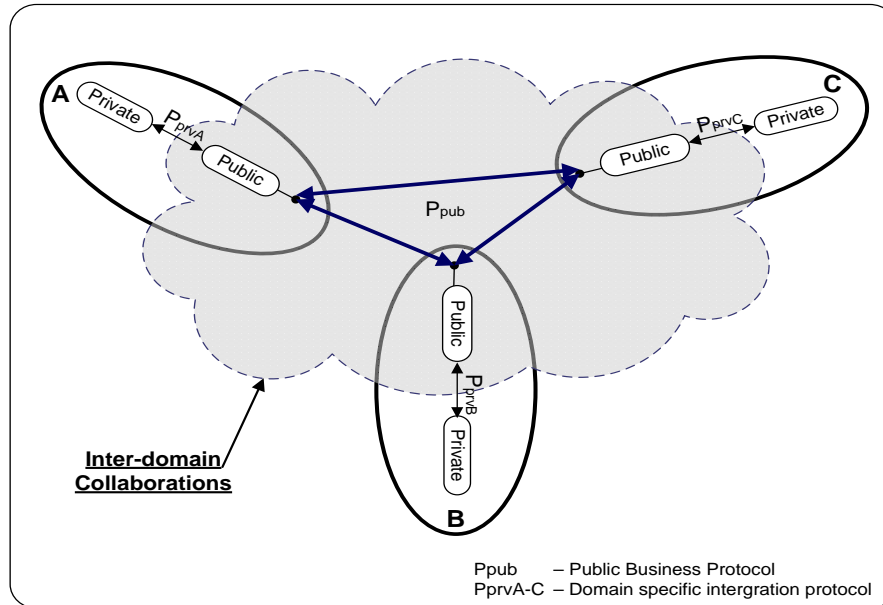 A
Private
PprvA
Public
C
Private
PprvC
Public
Ppub
Public
PprvB
Private
B
Inter-domain
Collaborations
Ppub – Public Business Protocol
PprvA-C – Domain specific intergration protocol